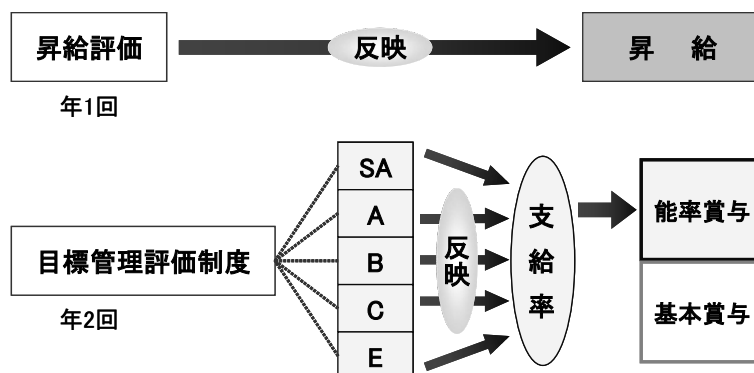 昇給評価
反映
昇　給
年1回
SA
A
B
C
E
目標管理評価制度
年2回
反映
支給率
能率賞与
基本賞与